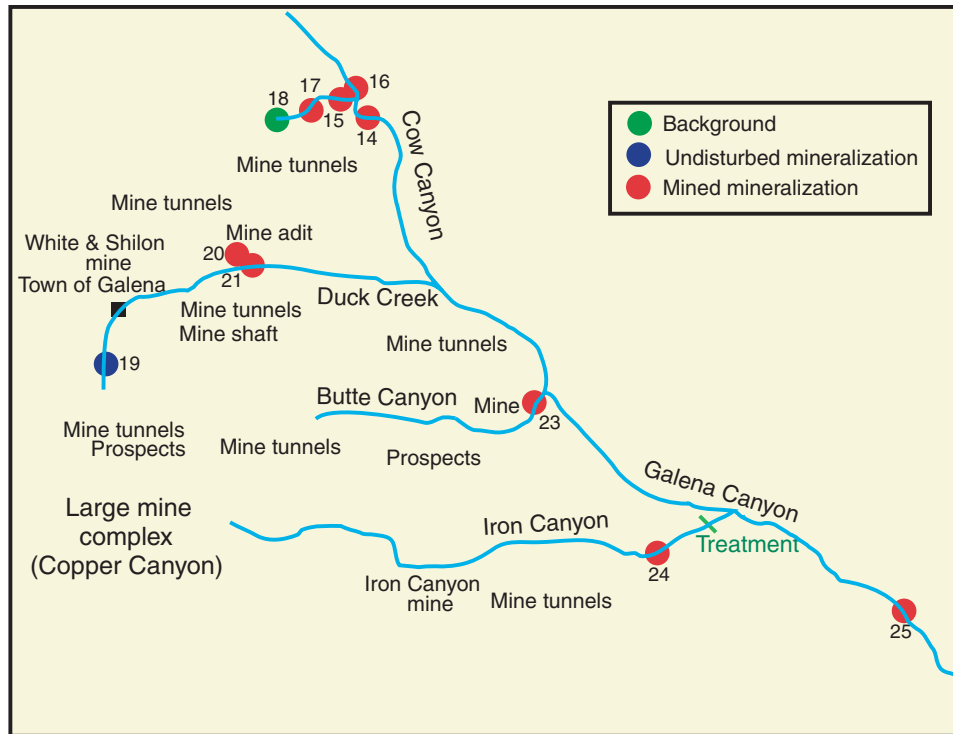 16
17
18
15
14
Cow Canyon
Background
Undisturbed mineralization
Mined mineralization
Mine tunnels
Mine tunnels
White & Shilon
mine
Town of Galena
20
Mine adit
21
Mine tunnels
Mine shaft
Duck Creek
Mine tunnels
19
Butte Canyon
Mine
23
Mine tunnels
Prospects
Mine tunnels
Prospects
Galena Canyon
Large mine
complex
(Copper Canyon)
Iron Canyon
Treatment
24
Iron Canyon
mine
Mine tunnels
25